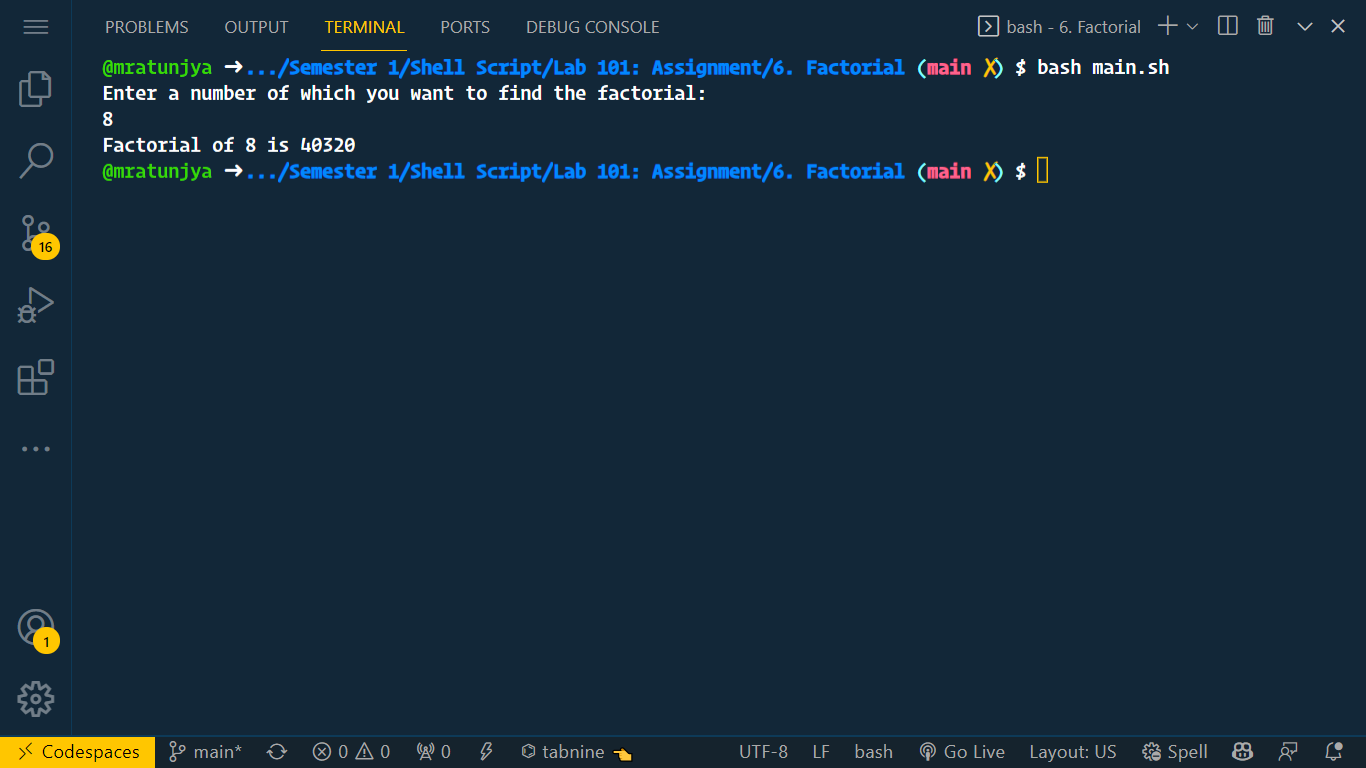 PROBLEMS OUTPUT TERMINAL PORTS DEBUG CONSOLE bash - 6. Factorial
@mratunjya ➜.../Semester 1/Shell Script/Lab 101: Assignment/6. Factorial (main ✗) $ bash main.sh
Enter a number of which you want to find the factorial:
8
Factorial of 8 is 40320
@mratunjya ➜.../Semester 1/Shell Script/Lab 101: Assignment/6. Factorial (main ✗) $
16
1
Codespaces main* 0 0 0 tabnine UTF-8 LF bash Go Live Layout: US Spell